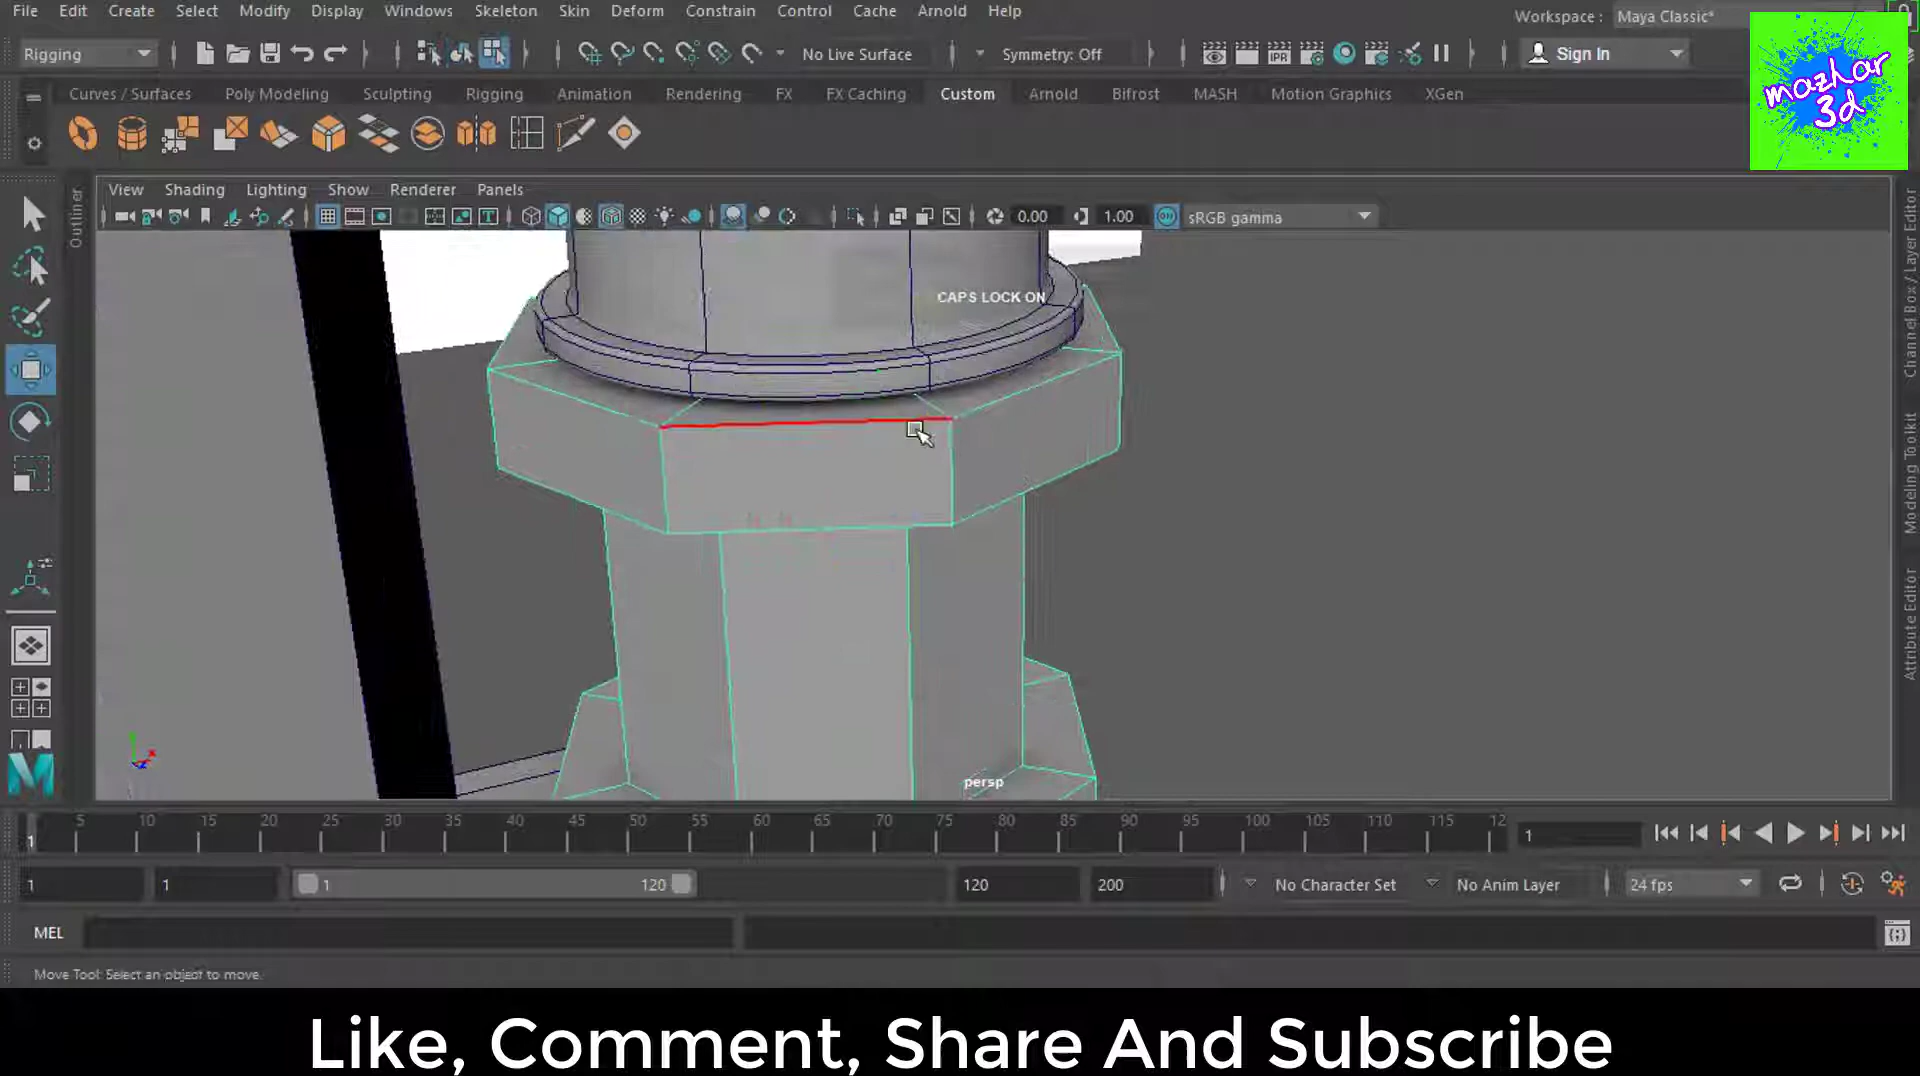 File Edit Create Select Modify Display Windows Skeleton Skin Deform Constrain Control Cache Arnold Help
Workspace : Maya Classic*
Rigging No Live Surface Symmetry: Off Sign In
mazhar
3d
Curves / Surfaces Poly Modeling Sculpting Rigging Animation Rendering FX FX Caching Custom Arnold Bifrost MASH Motion Graphics XGen
IPR
View Shading Lighting Show Renderer Panels
0.00 1.00 sRGB gamma
Outliner
Channel Box / Layer Editor
Modeling Toolkit
Attribute Editor
CAPS LOCK ON
persp
5 10 15 20 25 30 35 40 45 50 55 60 65 70 75 80 85 90 95 100 105 110 115 12
1
1
1 1 1 120 120 200 No Character Set No Anim Layer 24 fps
MEL
Move Tool: Select an object to move.
Like, Comment, Share And Subscribe